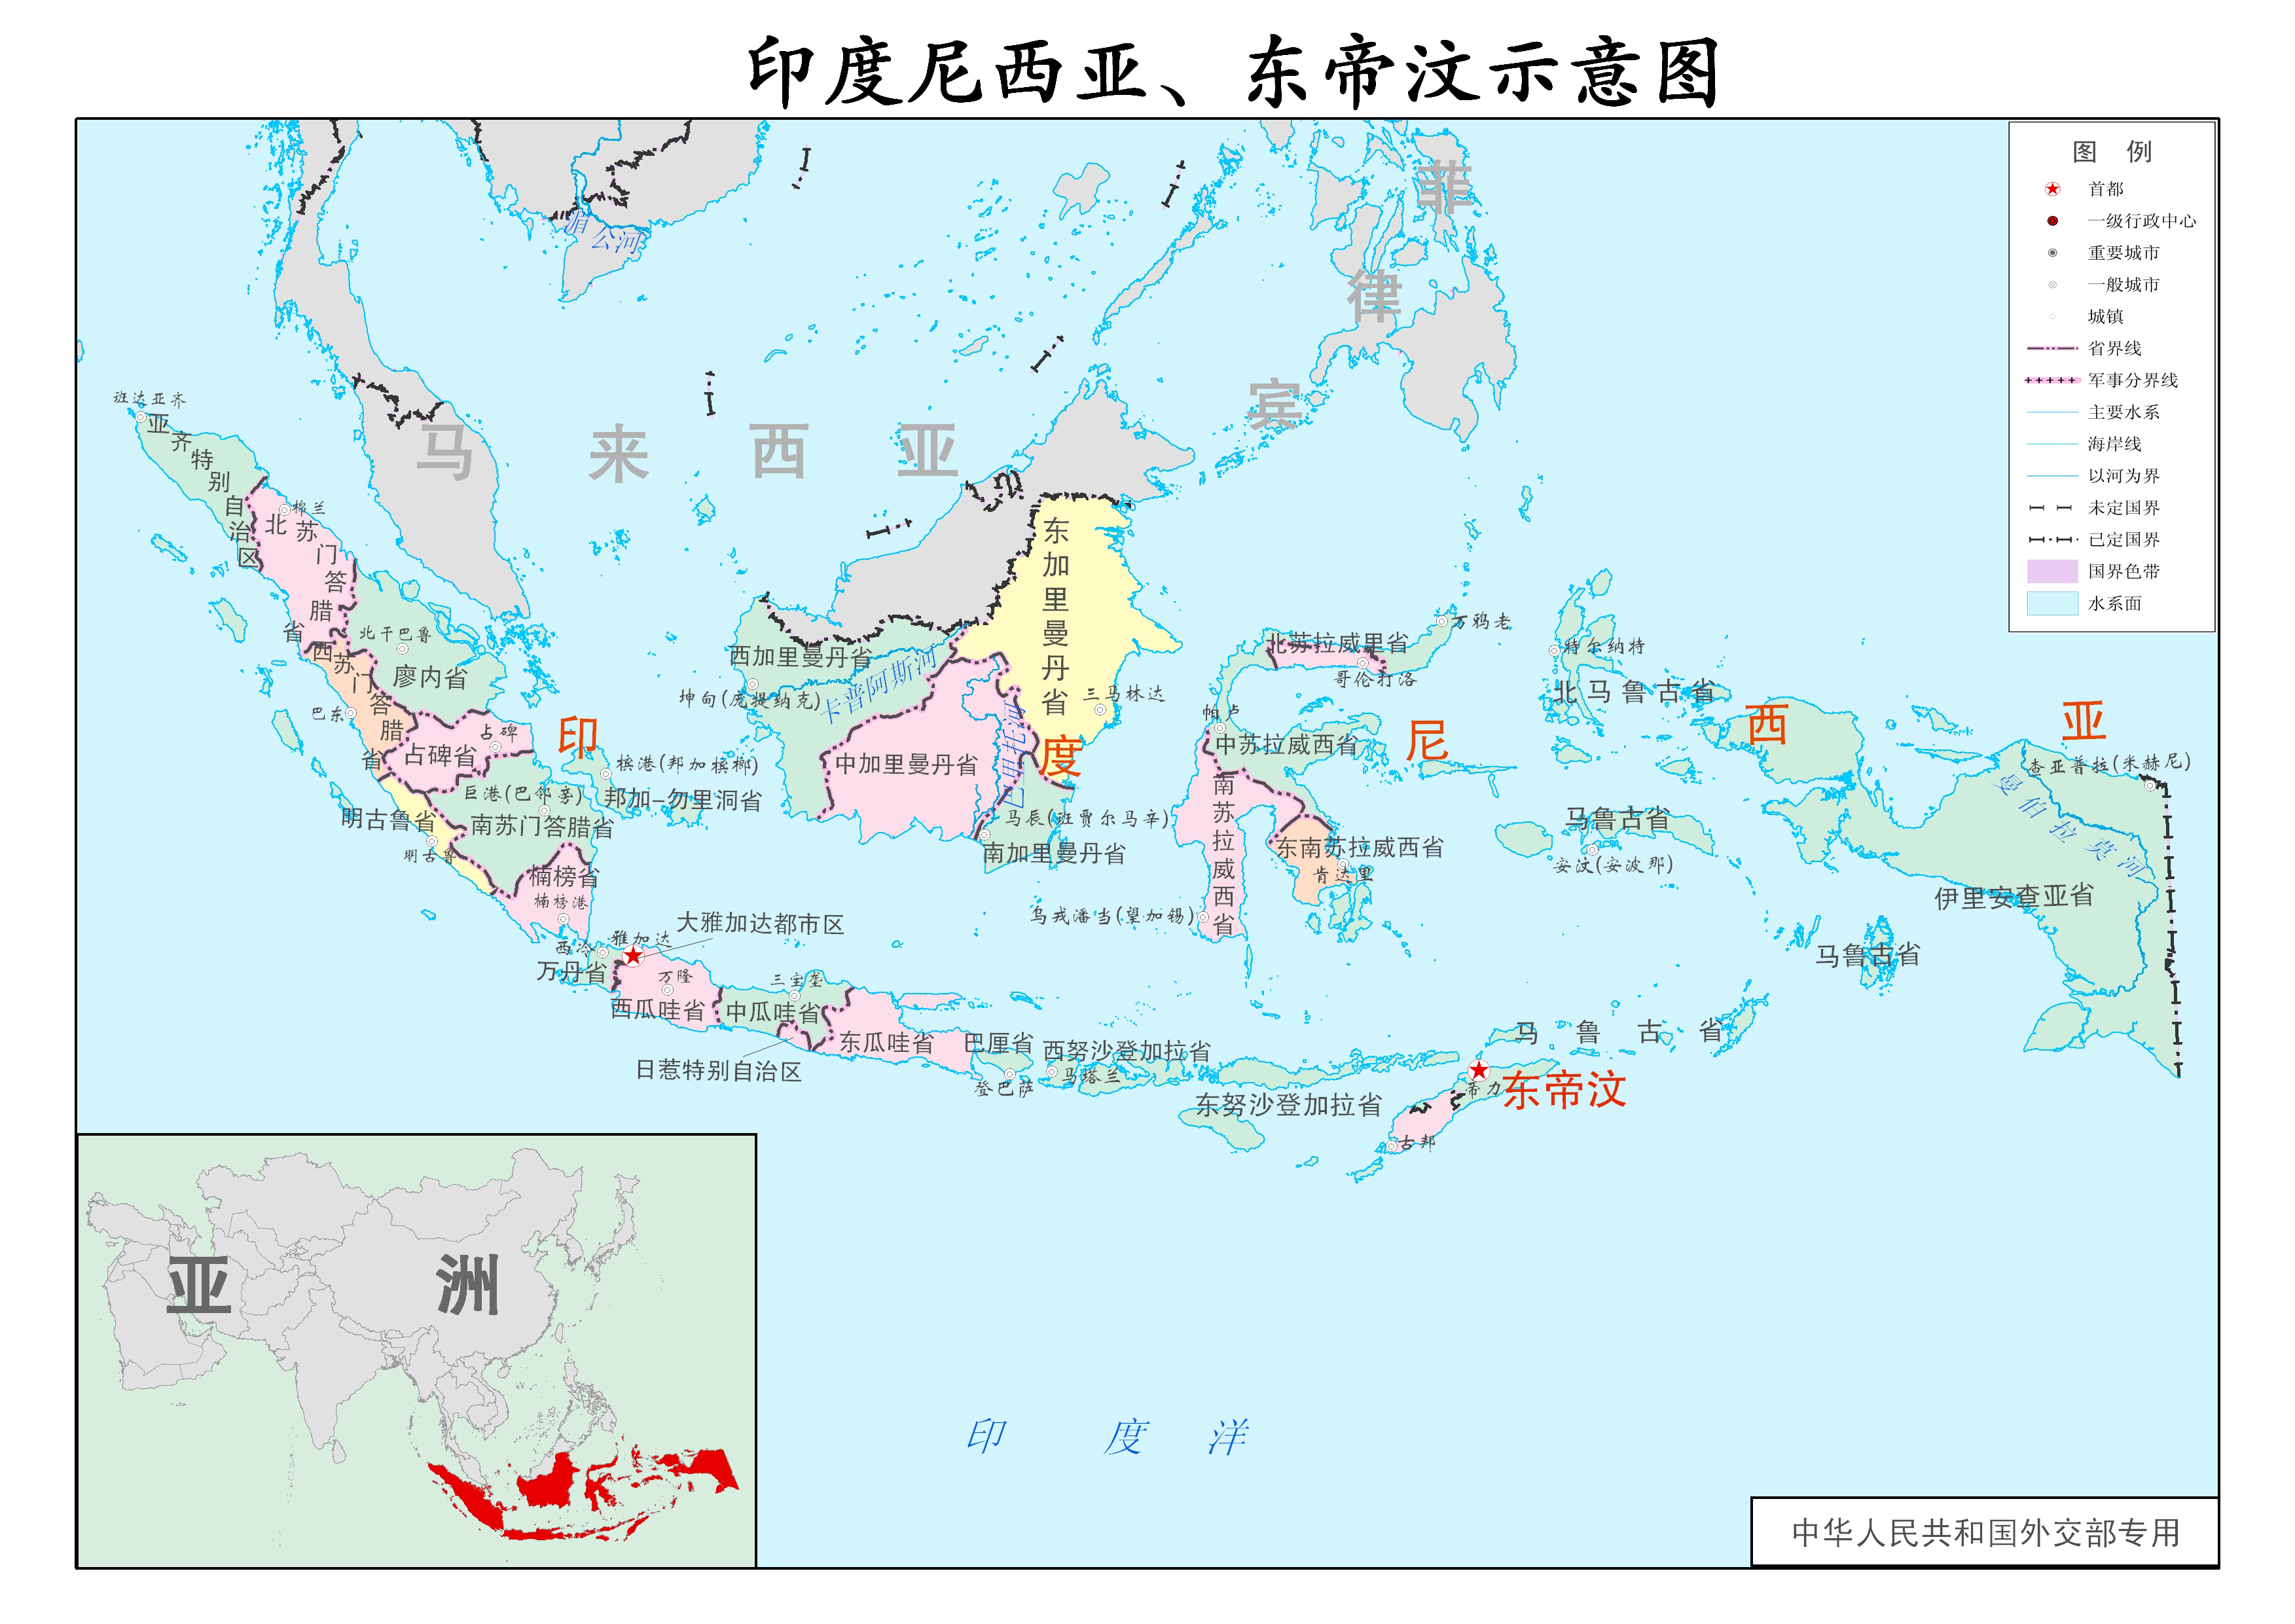 印度尼西亚、东帝汶示意图
图 例
首都
一级行政中心
重要城市
一般城市
城镇
省界线
军事分界线
主要水系
海岸线
以河为界
未定国界
已定国界
国界色带
水系面
湄公河
菲律宾
马来西亚
班达亚齐
亚齐特别自治区
棉兰
北苏门答腊省
北干巴鲁
廖内省
西苏门答腊省
巴东
占碑
占碑省
巨港(巴邻旁)
南苏门答腊省
明古鲁省
明古鲁
楠榜省
楠榜港
槟港(邦加槟榔)
邦加-勿里洞省
印度尼西亚
西加里曼丹省
坤甸(庞提纳克)
卡普阿斯河
中加里曼丹省
东加里曼丹省
三马林达
巴里托河
马辰(班贾尔马辛)
南加里曼丹省
北苏拉威里省
万鸦老
哥伦打洛
帕卢
中苏拉威西省
南苏拉威西省
东南苏拉威西省
肯达里
乌戎潘当(望加锡)
特尔纳特
北马鲁古省
马鲁古省
安汶(安波那)
查亚普拉(米赫尼)
曼伯拉莫河
伊里安查亚省
马鲁古省
马鲁古省
大雅加达都市区
雅加达
西冷
万丹省
万隆
西瓜哇省
三宝垄
中瓜哇省
日惹特别自治区
东瓜哇省
巴厘省
登巴萨
西努沙登加拉省
马塔兰
东努沙登加拉省
帝力
东帝汶
古邦
亚洲
印度洋
中华人民共和国外交部专用